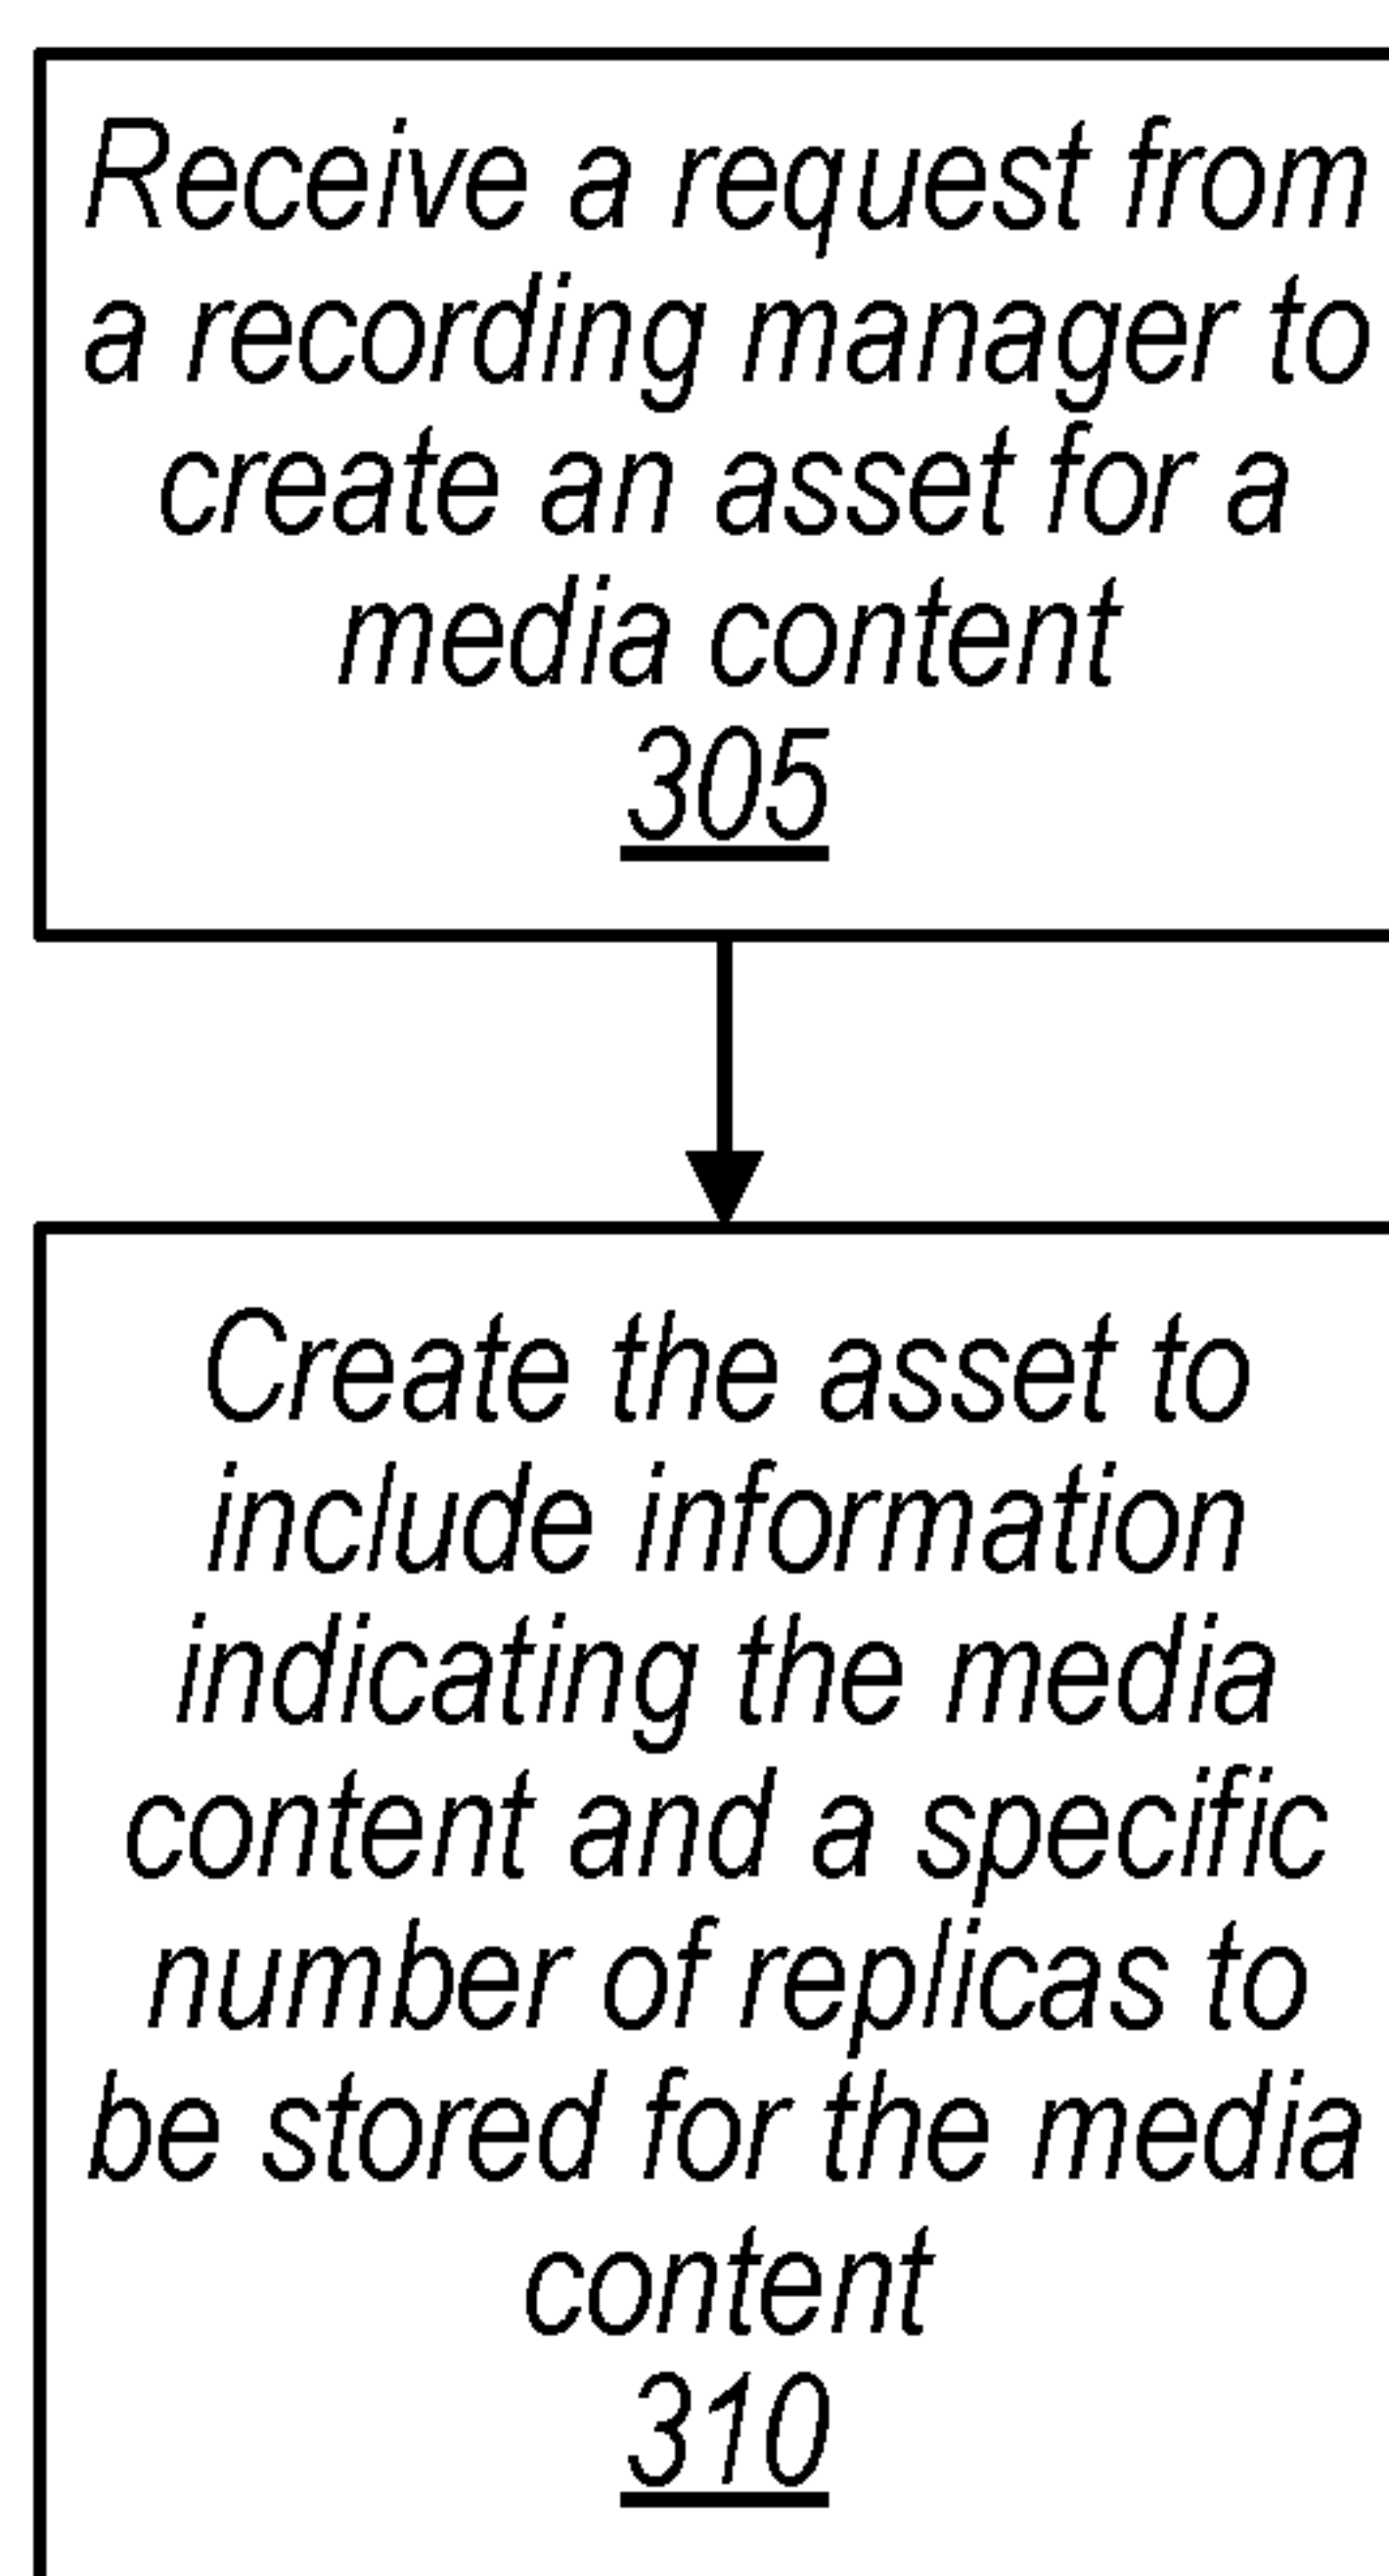 Receive a request from
a recording manager to
create an asset for a
media content
305
Create the asset to
include information
indicating the media
content and a specific
number of replicas to
be stored for the media
content
310